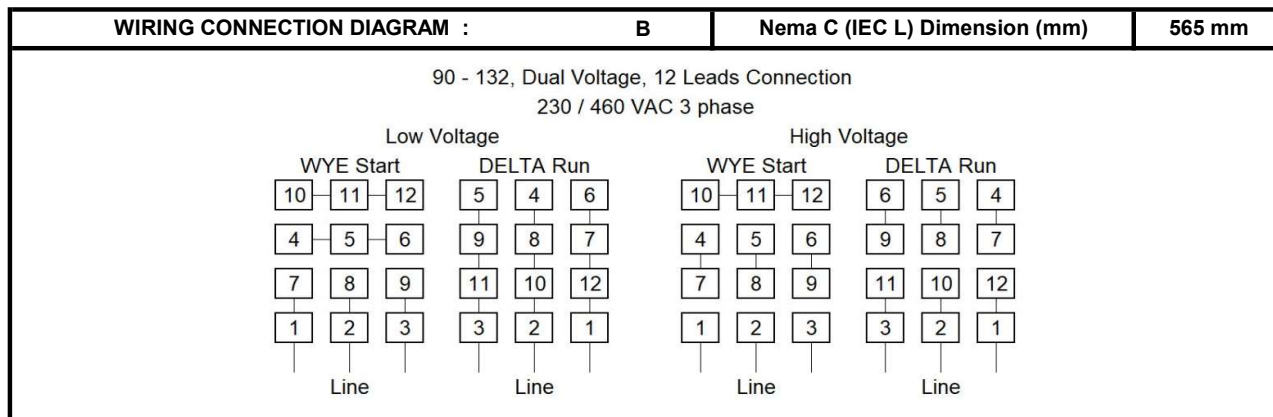 WIRING CONNECTION DIAGRAM : B Nema C (IEC L) Dimension (mm) 565 mm
90 - 132, Dual Voltage, 12 Leads Connection
230 / 460 VAC 3 phase
Low Voltage High Voltage
WYE Start DELTA Run WYE Start DELTA Run
10 11 12 5 4 6 10 11 12 6 5 4
4 5 6 9 8 7 4 5 6 9 8 7
7 8 9 11 10 12 7 8 9 11 10 12
1 2 3 3 2 1 1 2 3 3 2 1
Line Line Line Line